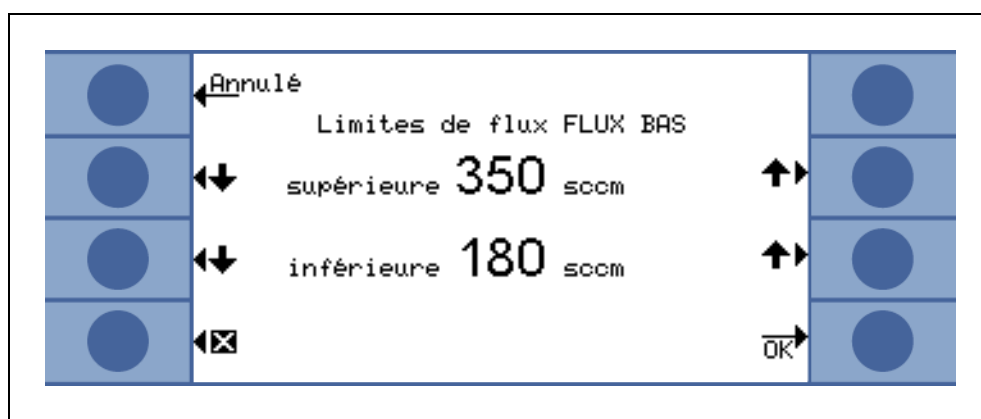 Annulé
Limites de flux FLUX BAS
supérieure 350 sccm
inférieure 180 sccm
OK